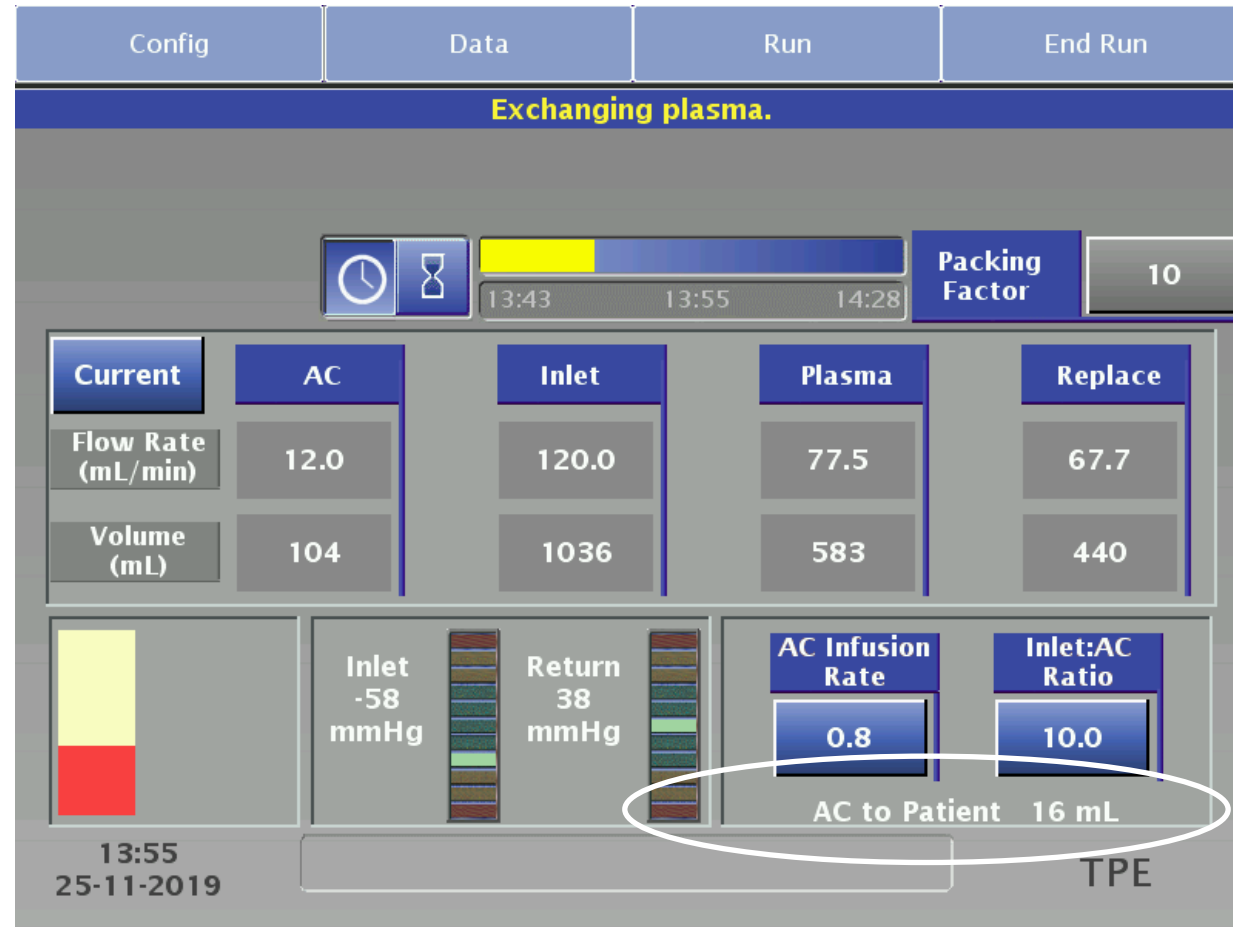 Config Data Run End Run
Exchanging plasma.
Packing
Factor
10
13:43 13:55 14:28
Current AC Inlet Plasma Replace
Flow Rate
(mL/min)
12.0 120.0 77.5 67.7
Volume
(mL)
104 1036 583 440
Inlet
-58
mmHg
Return
38
mmHg
AC Infusion
Rate
0.8
Inlet:AC
Ratio
10.0
AC to Patient 16 mL
13:55
25-11-2019
TPE